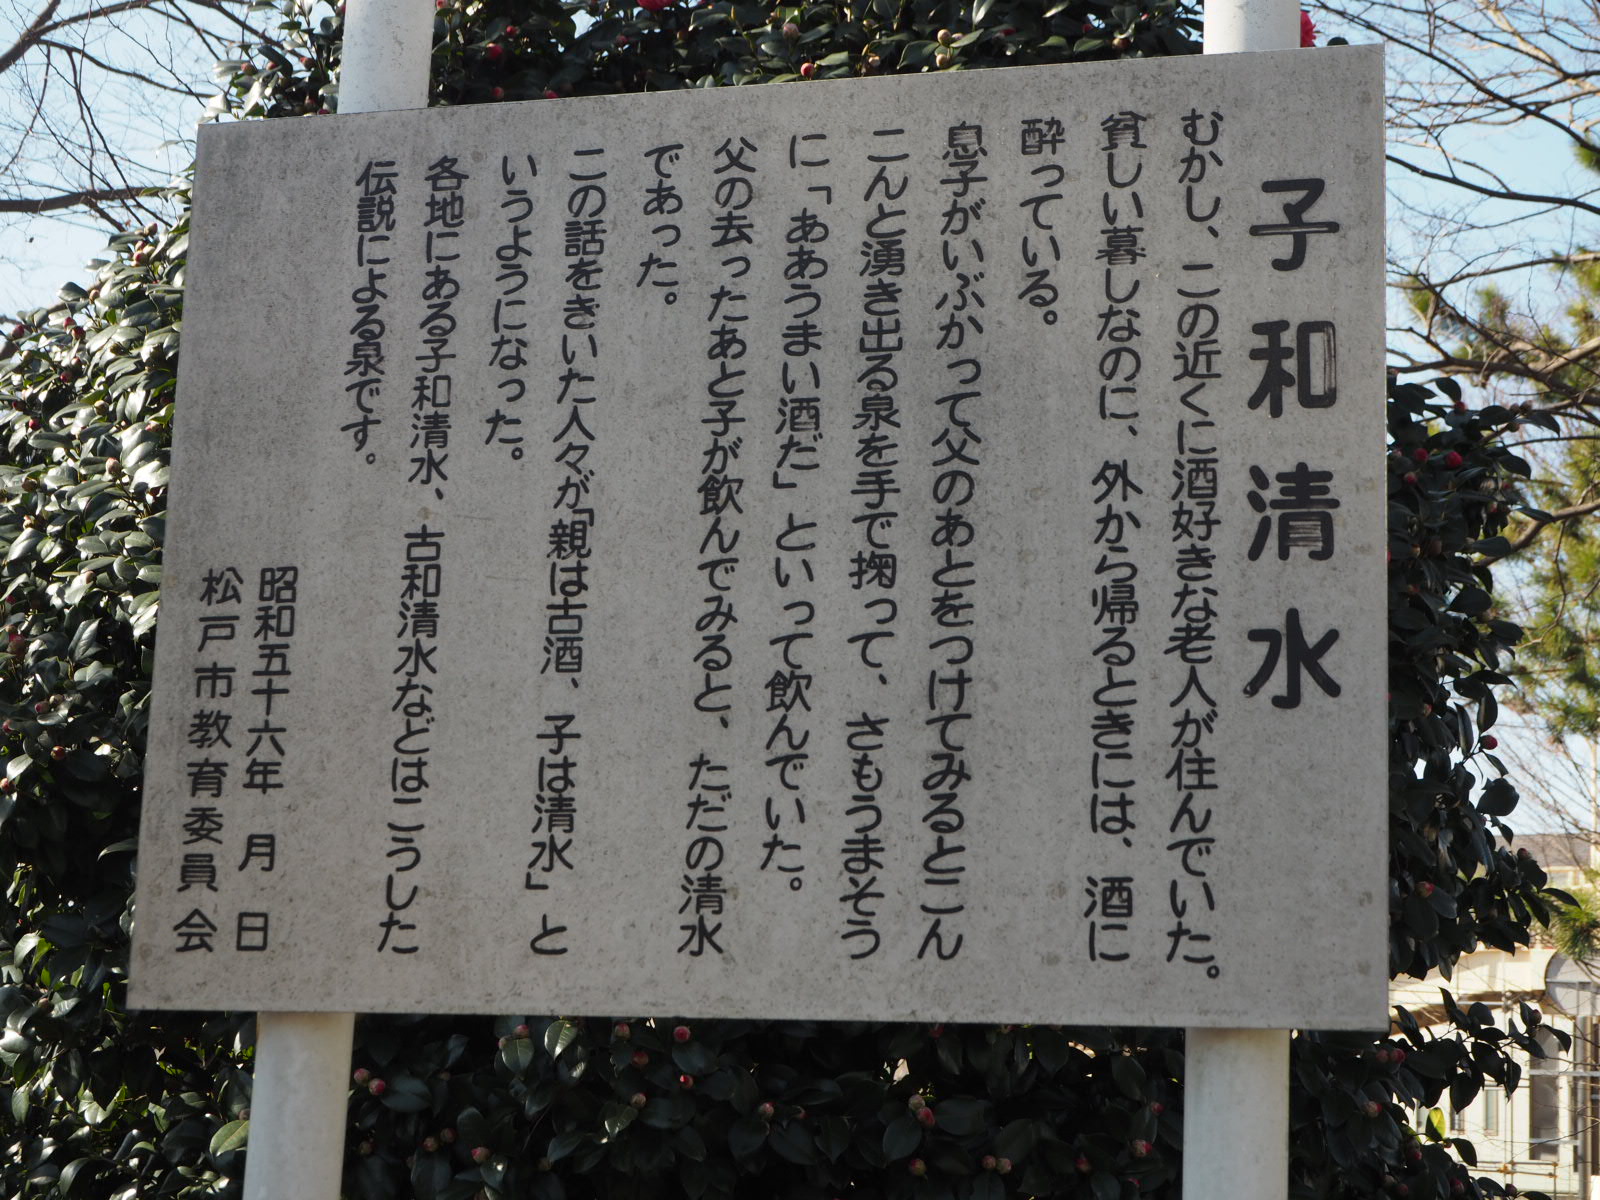 子和清水
むかし、この近くに酒好きな老人が住んでいた。
貧しい暮しなのに、外から帰るときには、酒に
酔っている。
息子がいぶかって父のあとをつけてみるとこん
こんと湧き出る泉を手で掬って、さもうまそう
に「ああうまい酒だ」といって飲んでいた。
父の去ったあと子が飲んでみると、ただの清水
であった。
この話をきいた人々が「親は古酒、子は清水」と
いうようになった。
各地にある子和清水、古和清水などはこうした
伝説による泉です。
昭和五十六年　月　日
松戸市教育委員会